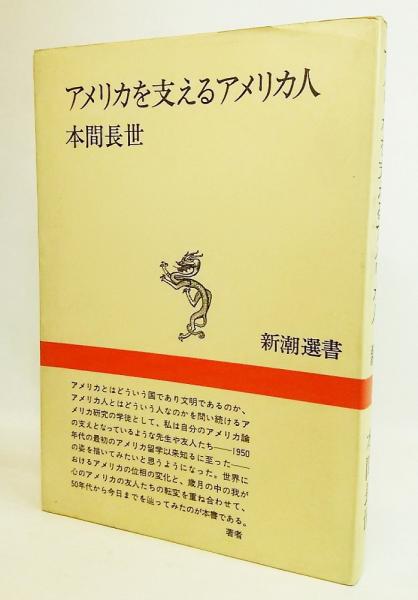 アメリカを支えるアメリカ人
本間長世
新潮選書
アメリカとはどういう国であり文明であるのか、
アメリカ人とはどういう人なのかを問い続けるア
メリカ研究の学徒として、私は自分のアメリカ論
の支えとなっているような先生や友人たち——1950
年代の最初のアメリカ留学以来知るに至った——
の姿を描いてみたいと思うようになった。世界に
おけるアメリカの位相の変化と、歳月の中の我が
心のアメリカの友人たちの転変を重ね合わせて、
50年代から今日までを辿ってみたのが本書である。
著者